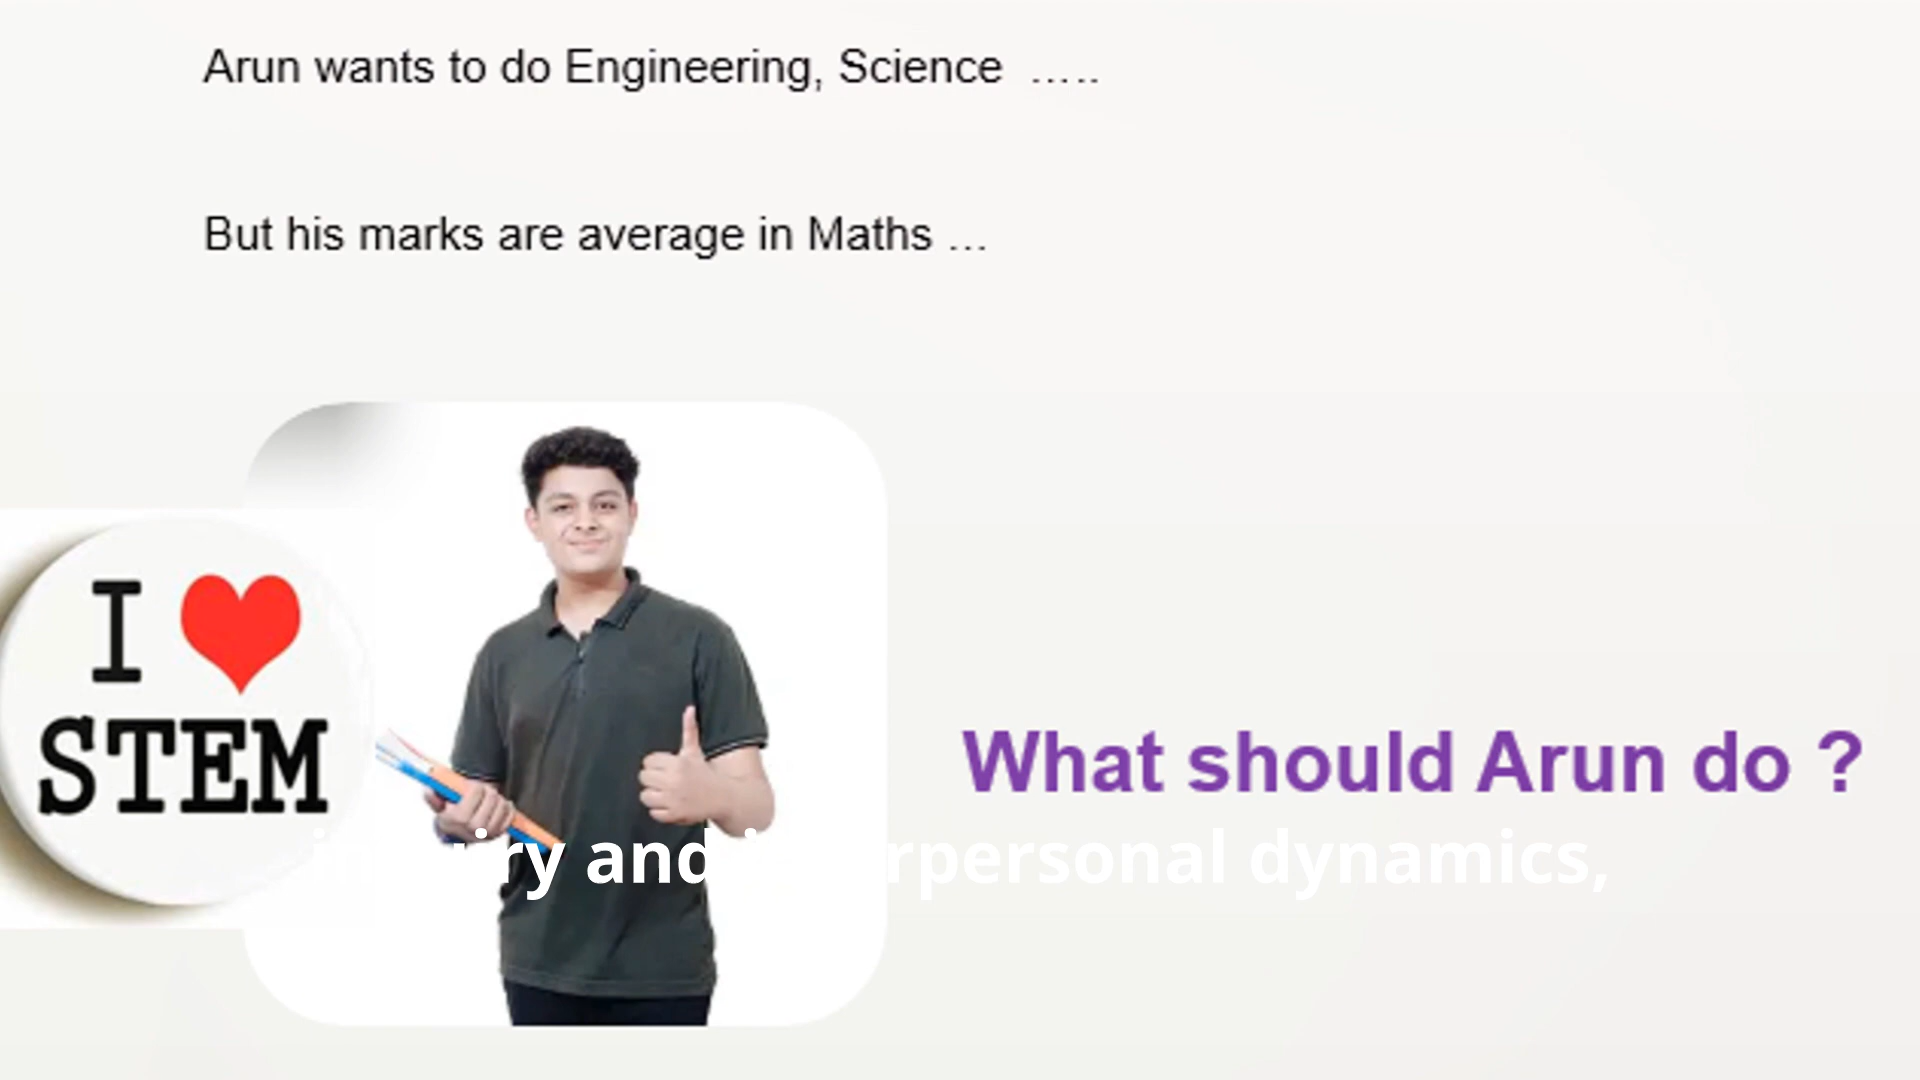 Arun wants to do Engineering, Science .....
But his marks are average in Maths ...
I ❤
STEM
What should Arun do ?
and dynamics,